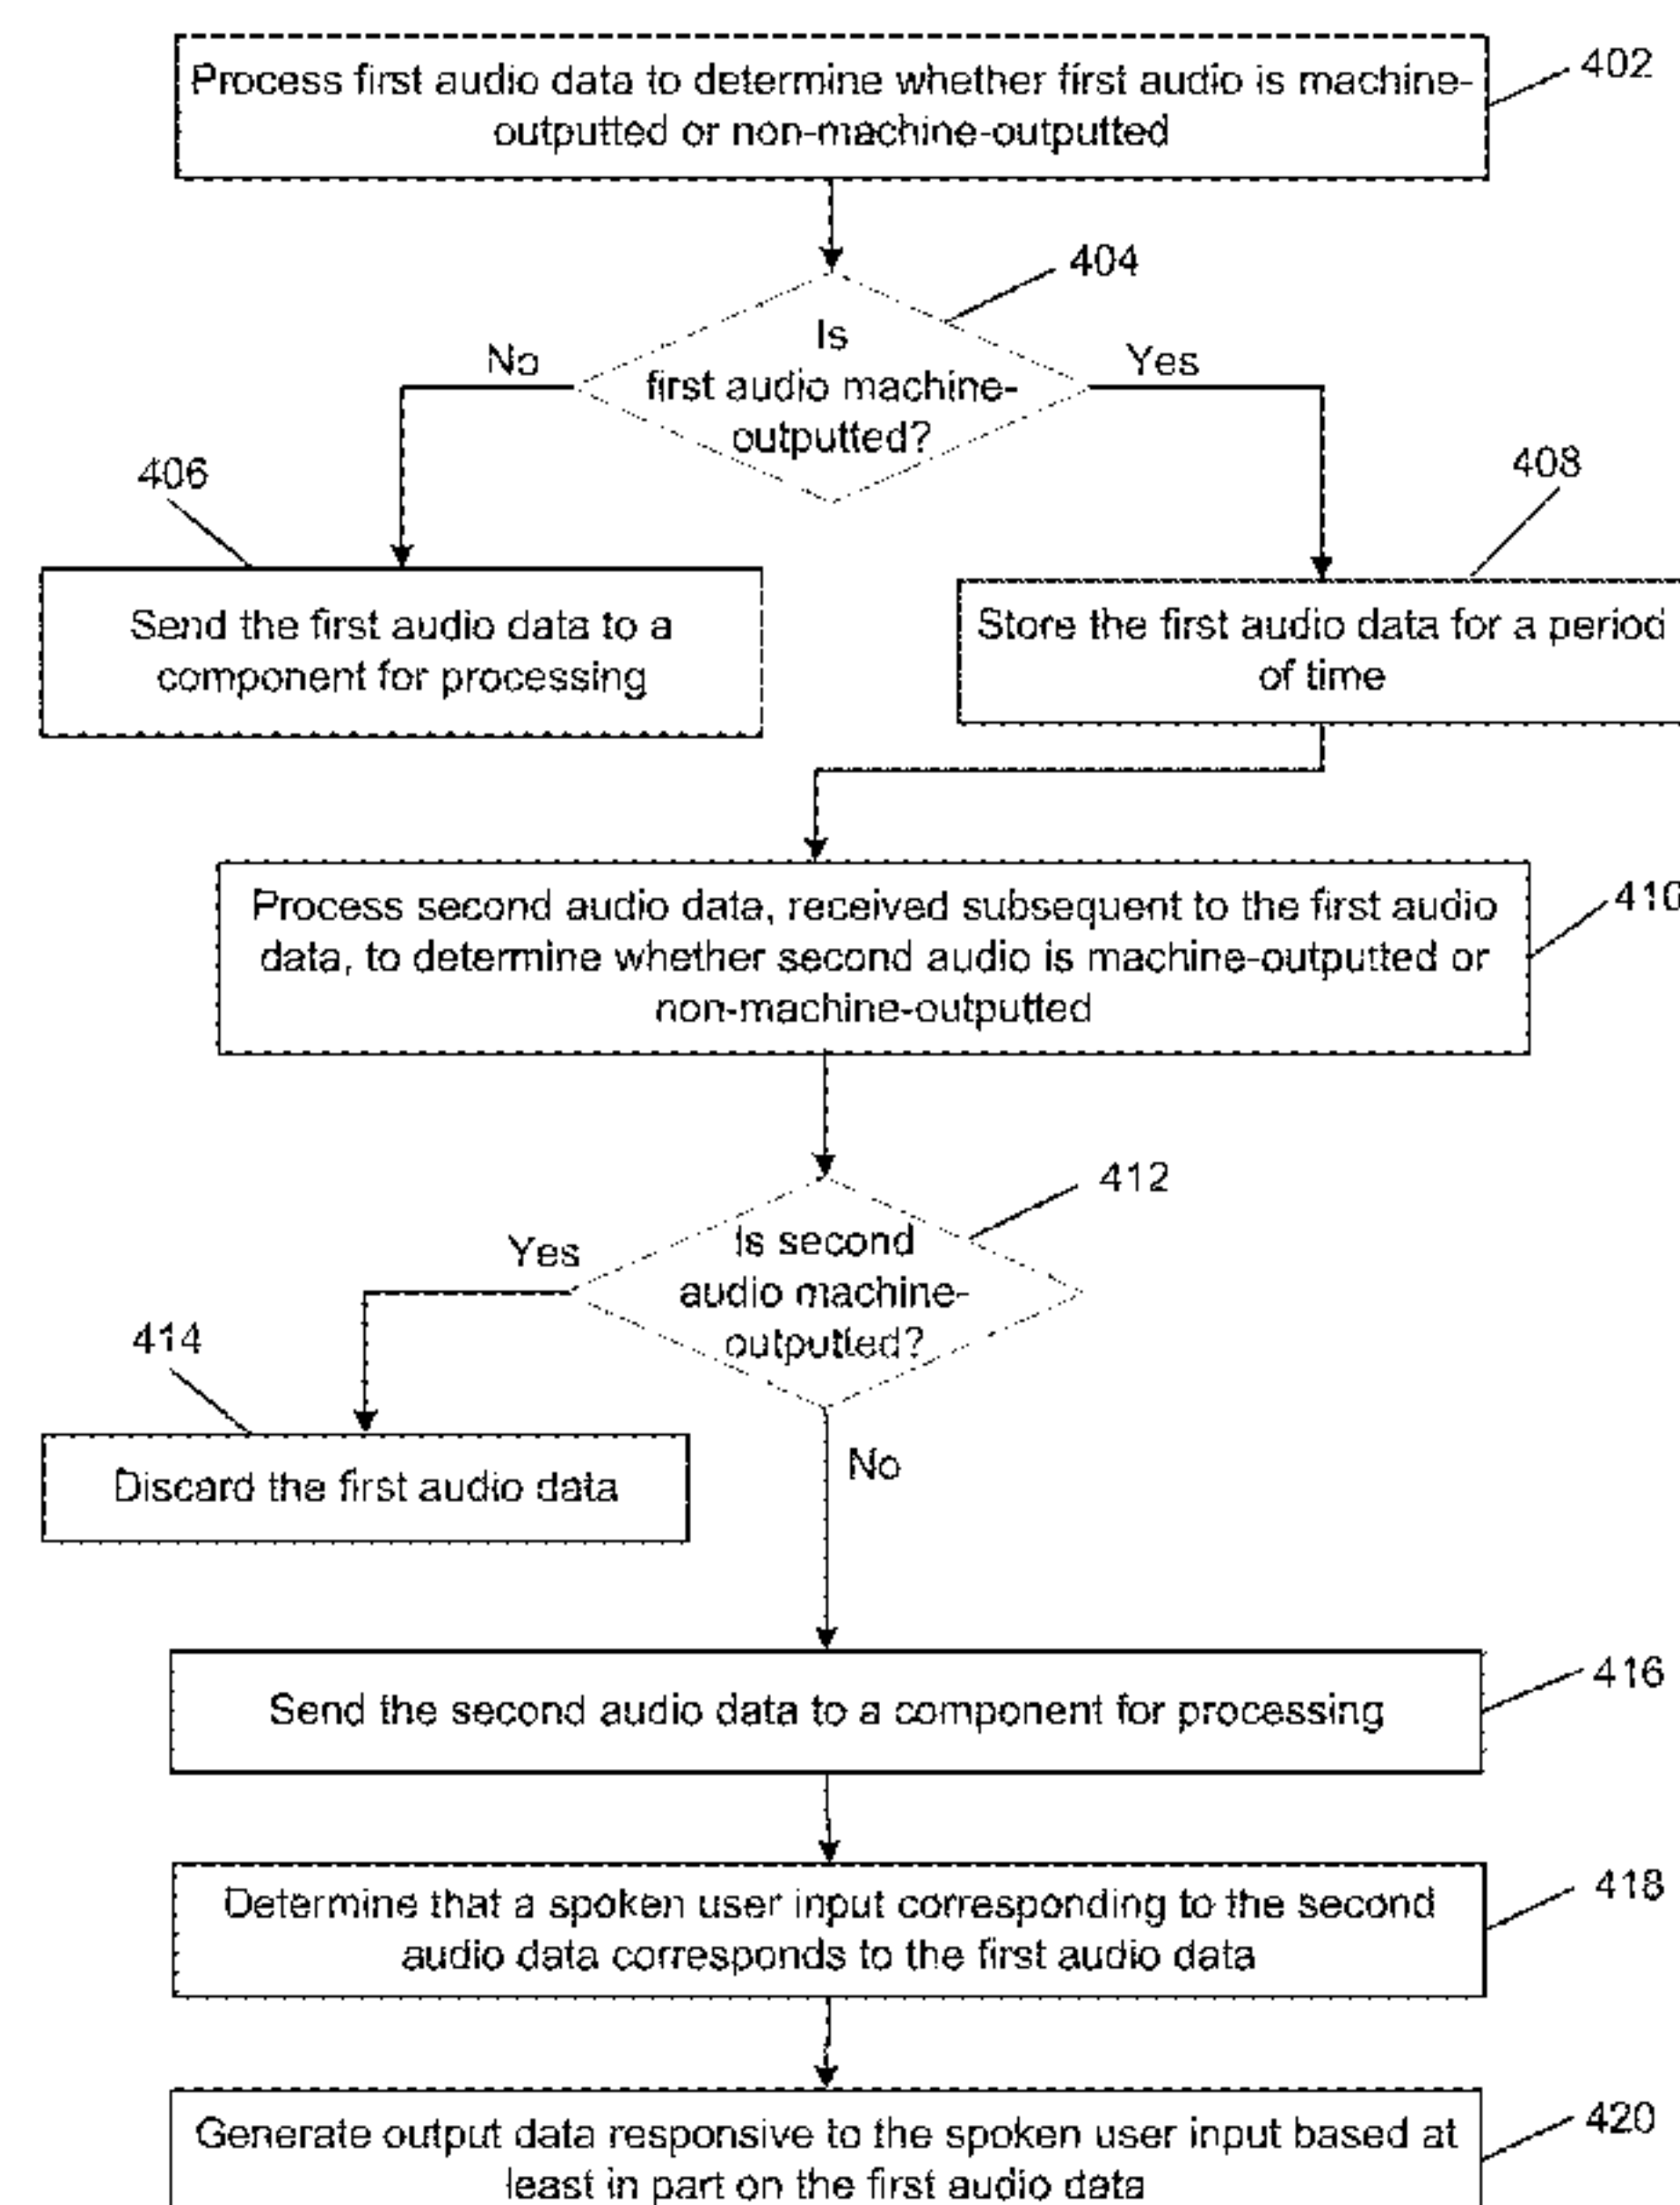 Process first audio data to determine whether first audio is machine-
outputted or non-machine-outputted
402
404
Is
first audio machine-
outputted?
No
Yes
406
408
Send the first audio data to a
component for processing
Store the first audio data for a period
of time
Process second audio data, received subsequent to the first audio
data, to determine whether second audio is machine-outputted or
non-machine-outputted
410
412
Is second
audio machine-
outputted?
Yes
414
No
Discard the first audio data
Send the second audio data to a component for processing
416
Determine that a spoken user input corresponding to the second
audio data corresponds to the first audio data
418
Generate output data responsive to the spoken user input based at
least in part on the first audio data
420